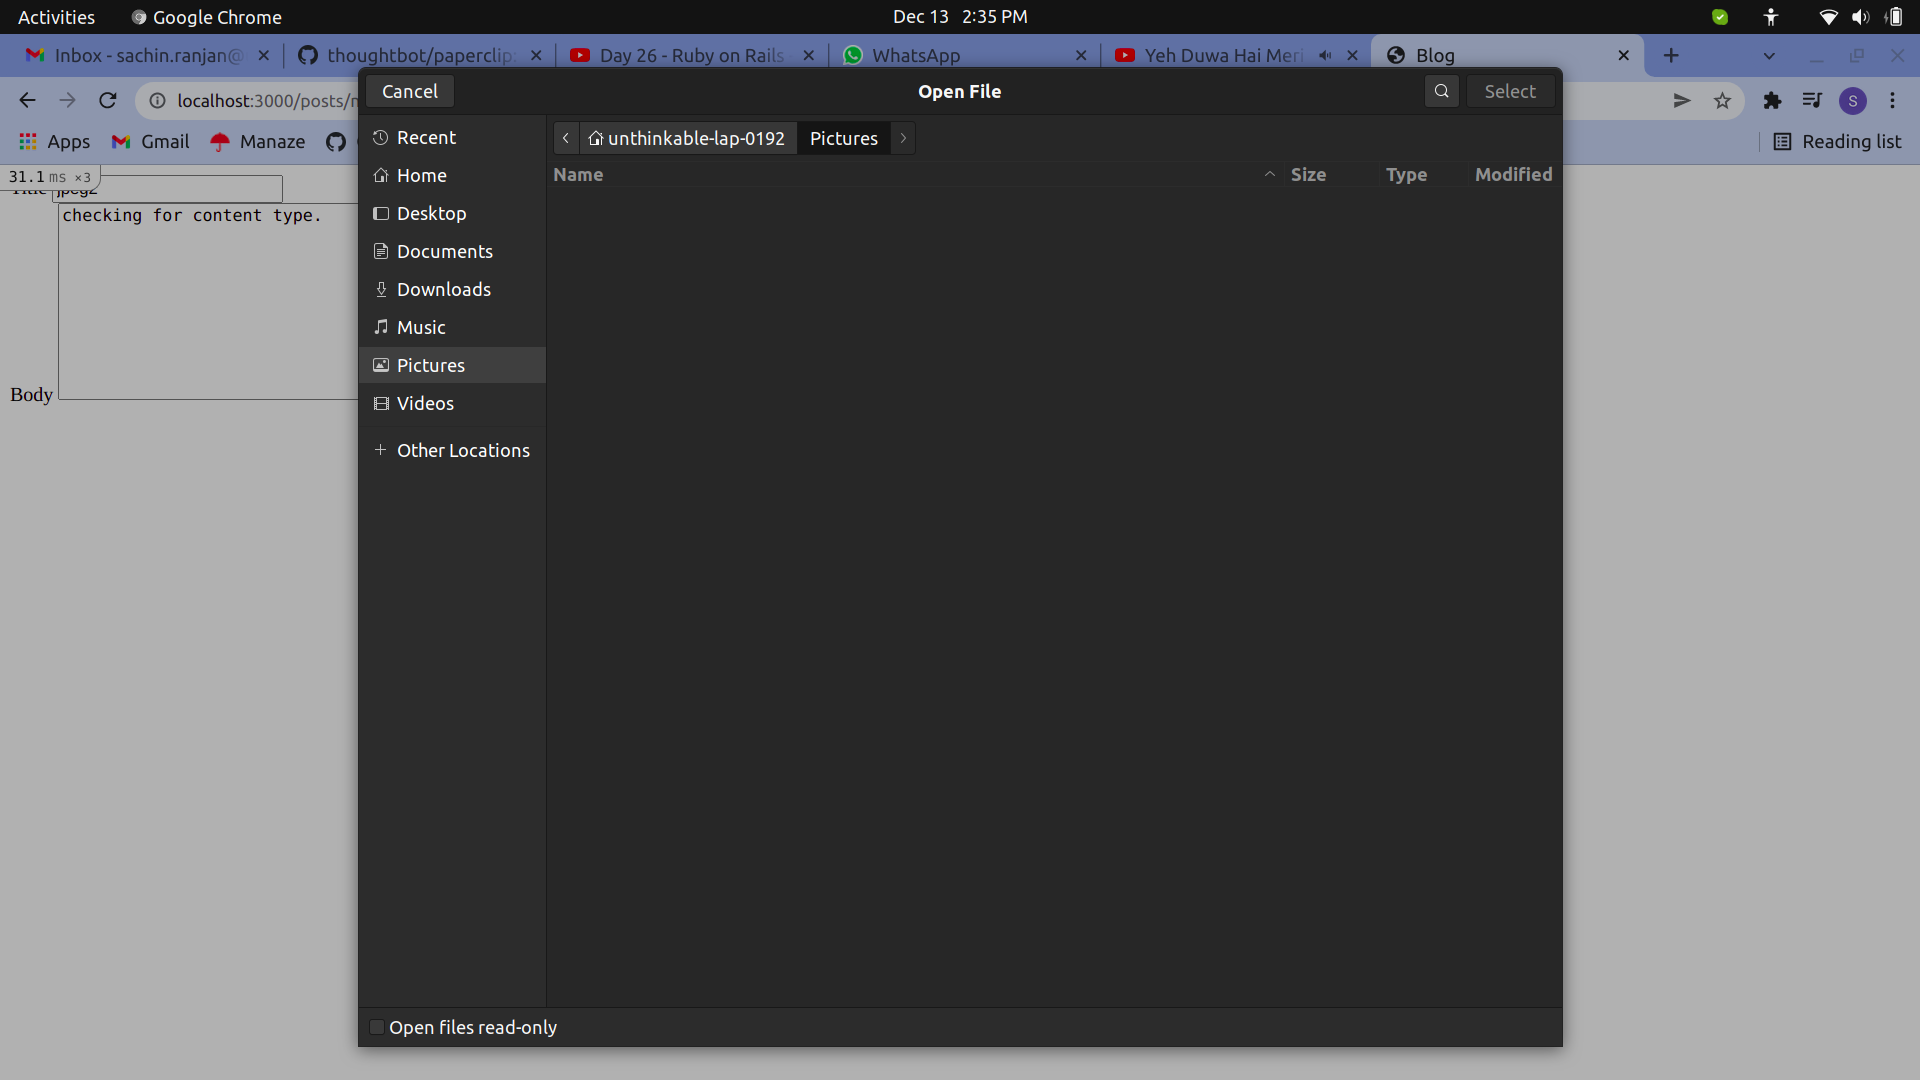 Activities Google Chrome Dec 13 2:35 PM
Inbox - sachin.ranjan@ thoughtbot/paperclip: Day 26 - Ruby on Rails WhatsApp Yeh Duwa Hai Meri Blog
localhost:3000/posts/
Apps Gmail Manaze Reading list
Cancel Open File Select
Recent
Home
Desktop
Documents
Downloads
Music
Pictures
Videos
Other Locations
unthinkable-lap-0192 Pictures
Name Size Type Modified
31.1 ms ×3
Title jpeg2
checking for content type.
Body
Open files read-only
S